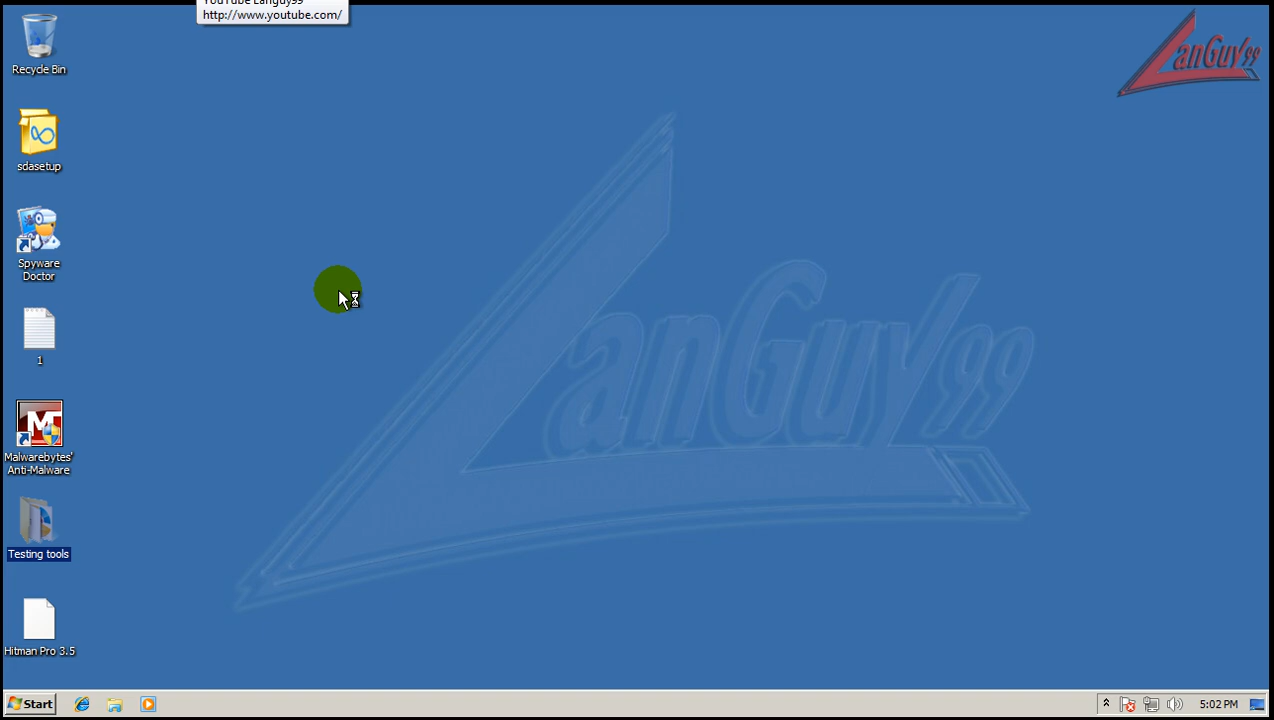 YouTube Languy99
http://www.youtube.com/
LanGuy99
Recycle Bin
sdasetup
Spyware
Doctor
1
Malwarebytes'
Anti-Malware
Testing tools
Hitman Pro 3.5
LanGuy99
Start
5:02 PM